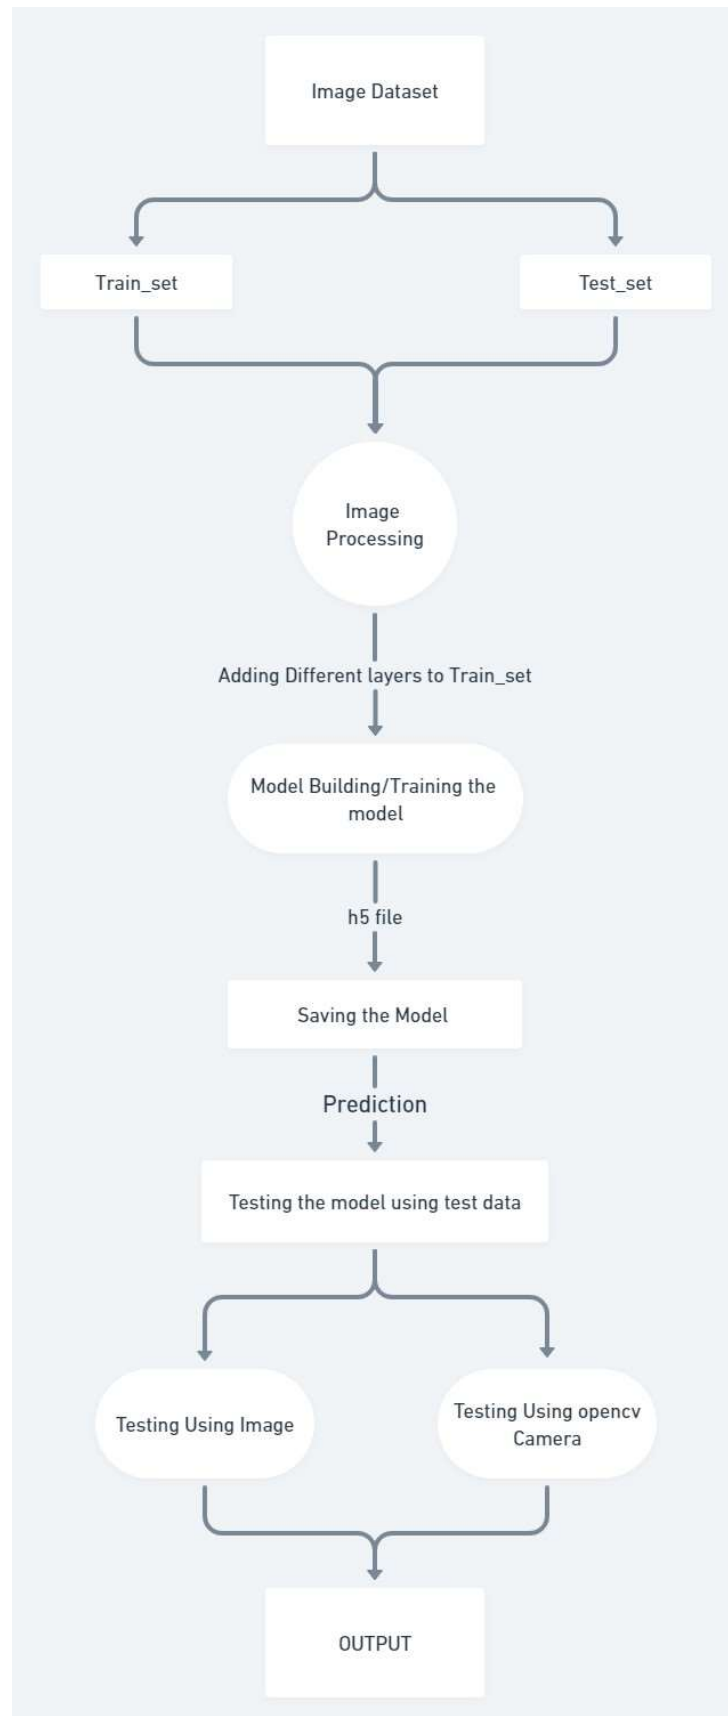 Image Dataset
Train_set
Test_set
Image
Processing
Adding Different layers to Train_set
Model Building/Training the
model
h5 file
Saving the Model
Prediction
Testing the model using test data
Testing Using Image
Testing Using opencv
Camera
OUTPUT